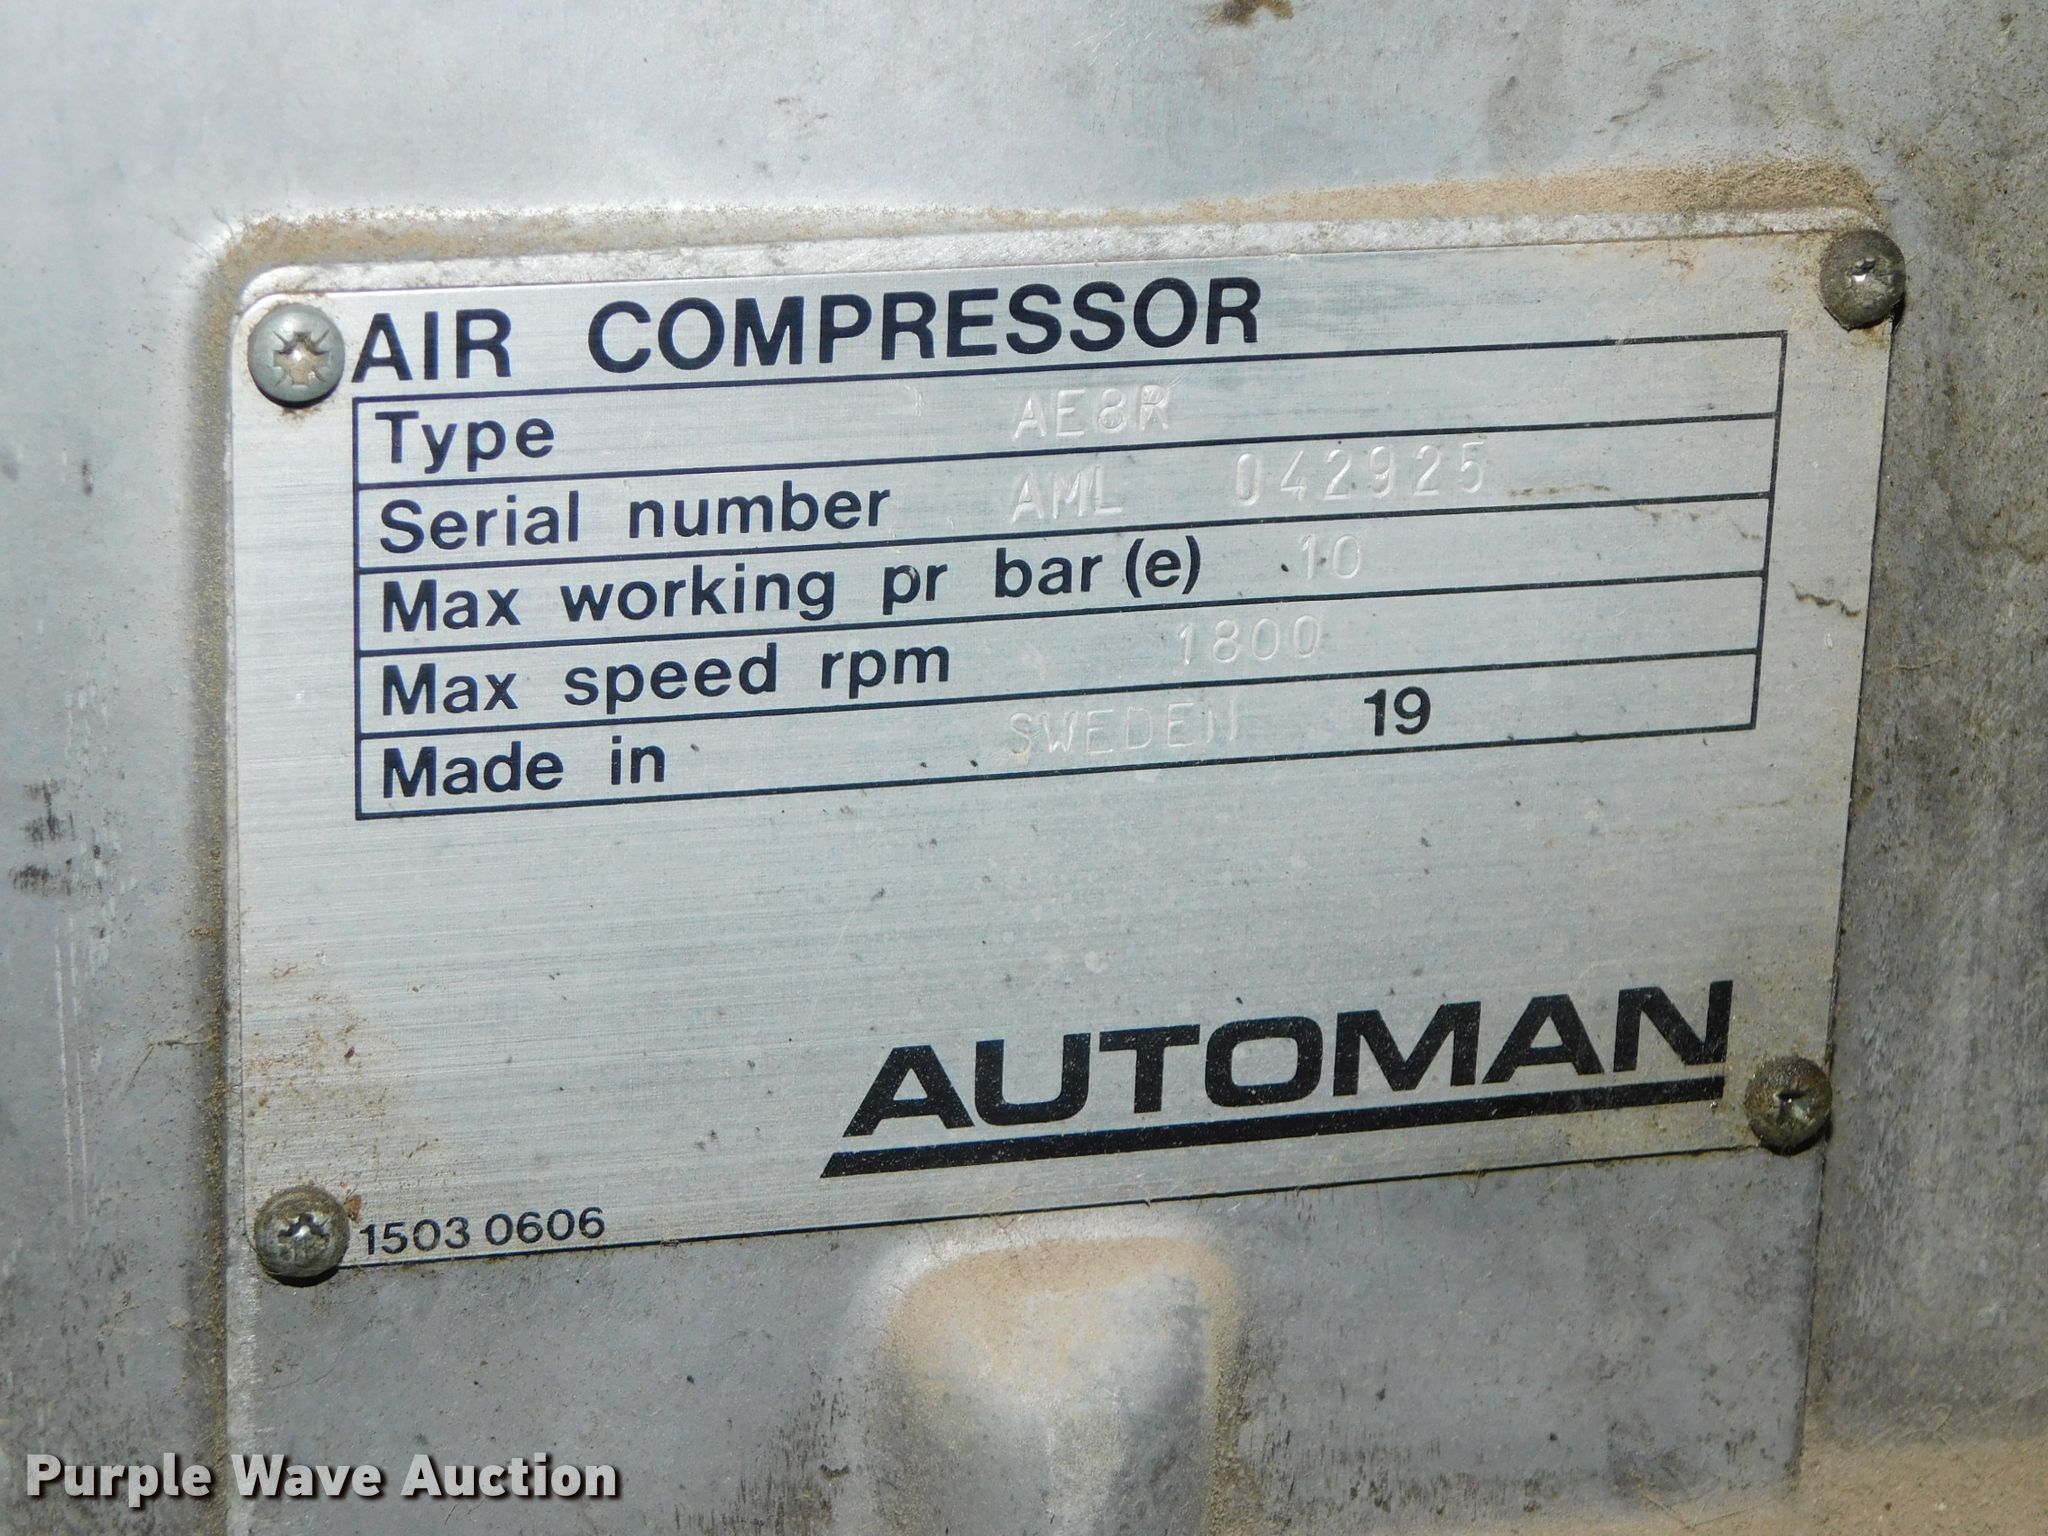 AIR COMPRESSOR
Type AE8R
Serial number AML 042925
Max working pr bar (e) 10
Max speed rpm 1800
Made in SWEDEN 19
AUTOMAN
1503 0606
Purple Wave Auction